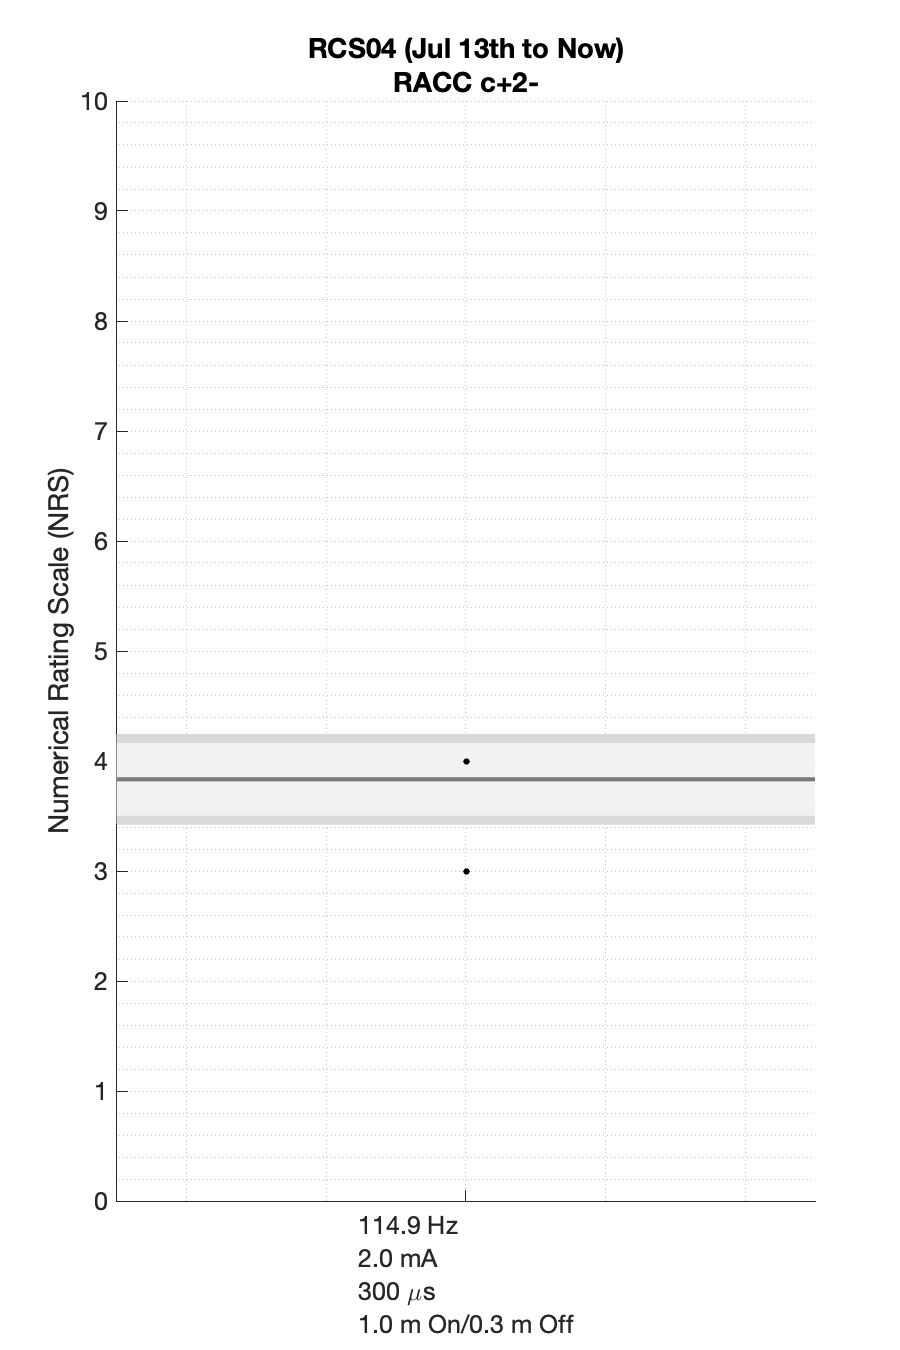 RCS04 (Jul 13th to Now)
RACC c+2-
10
9
8
7
6
5
4
3
2
1
0
Numerical Rating Scale (NRS)
114.9 Hz
2.0 mA
300 μs
1.0 m On/0.3 m Off